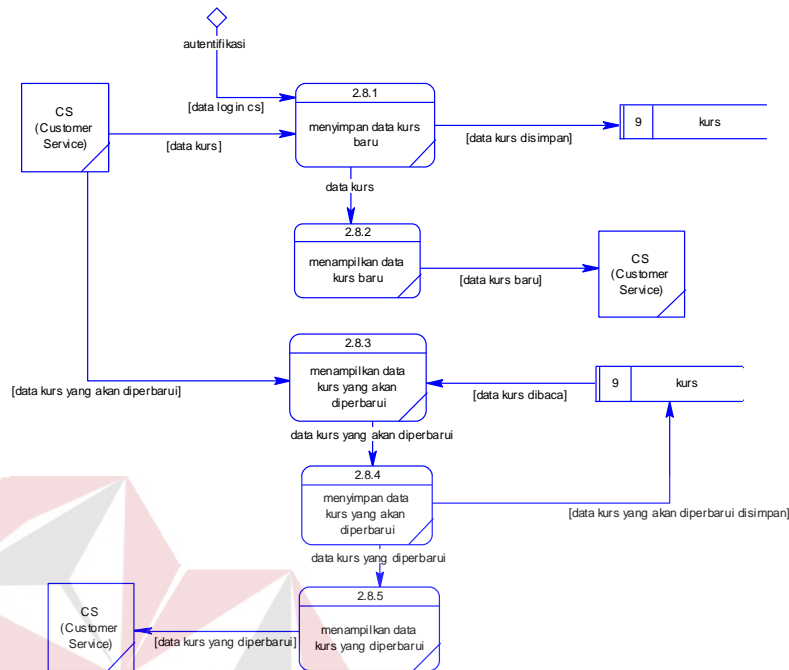 autentifikasi
[data login cs]
CS
(Customer
Service)
[data kurs]
2.8.1
menyimpan data kurs
baru
[data kurs disimpan]
9
kurs
data kurs
2.8.2
menampilkan data
kurs baru
[data kurs baru]
CS
(Customer
Service)
2.8.3
menampilkan data
kurs yang akan
diperbarui
[data kurs yang akan diperbarui]
[data kurs dibaca]
9
kurs
data kurs yang akan diperbarui
2.8.4
menyimpan data
kurs yang akan
diperbarui
[data kurs yang akan diperbarui disimpan]
data kurs yang diperbarui
2.8.5
menampilkan data
kurs yang diperbarui
[data kurs yang diperbarui]
CS
(Customer
Service)